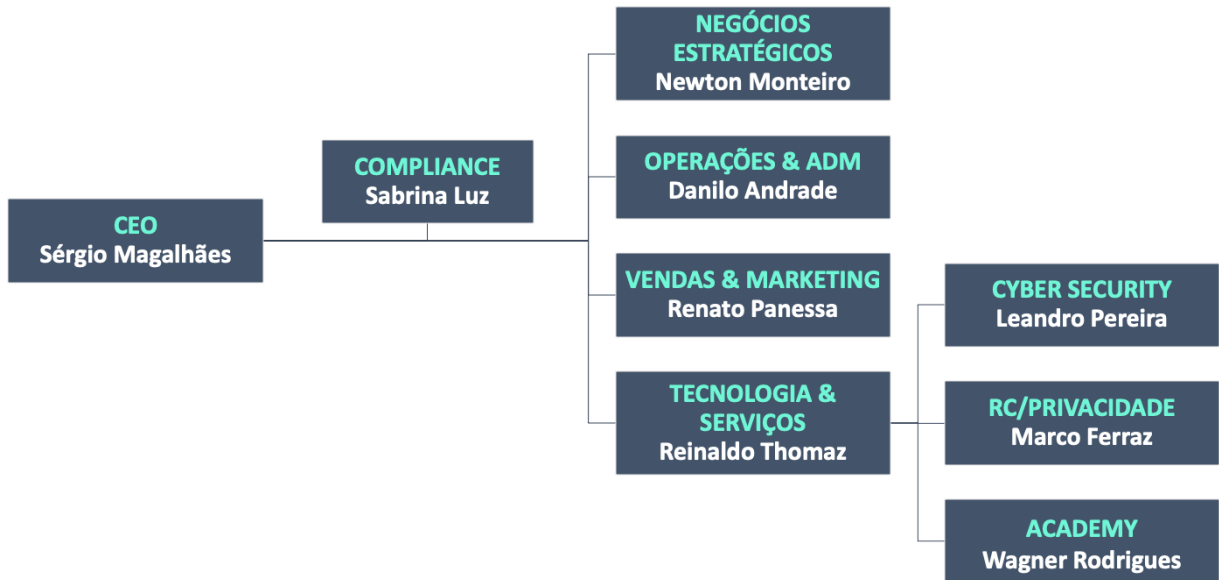 CEO
Sérgio Magalhães
COMPLIANCE
Sabrina Luz
NEGÓCIOS
ESTRATÉGICOS
Newton Monteiro
OPERAÇÕES & ADM
Danilo Andrade
VENDAS & MARKETING
Renato Panessa
TECNOLOGIA &
SERVIÇOS
Reinaldo Thomaz
CYBER SECURITY
Leandro Pereira
RC/PRIVACIDADE
Marco Ferraz
ACADEMY
Wagner Rodrigues